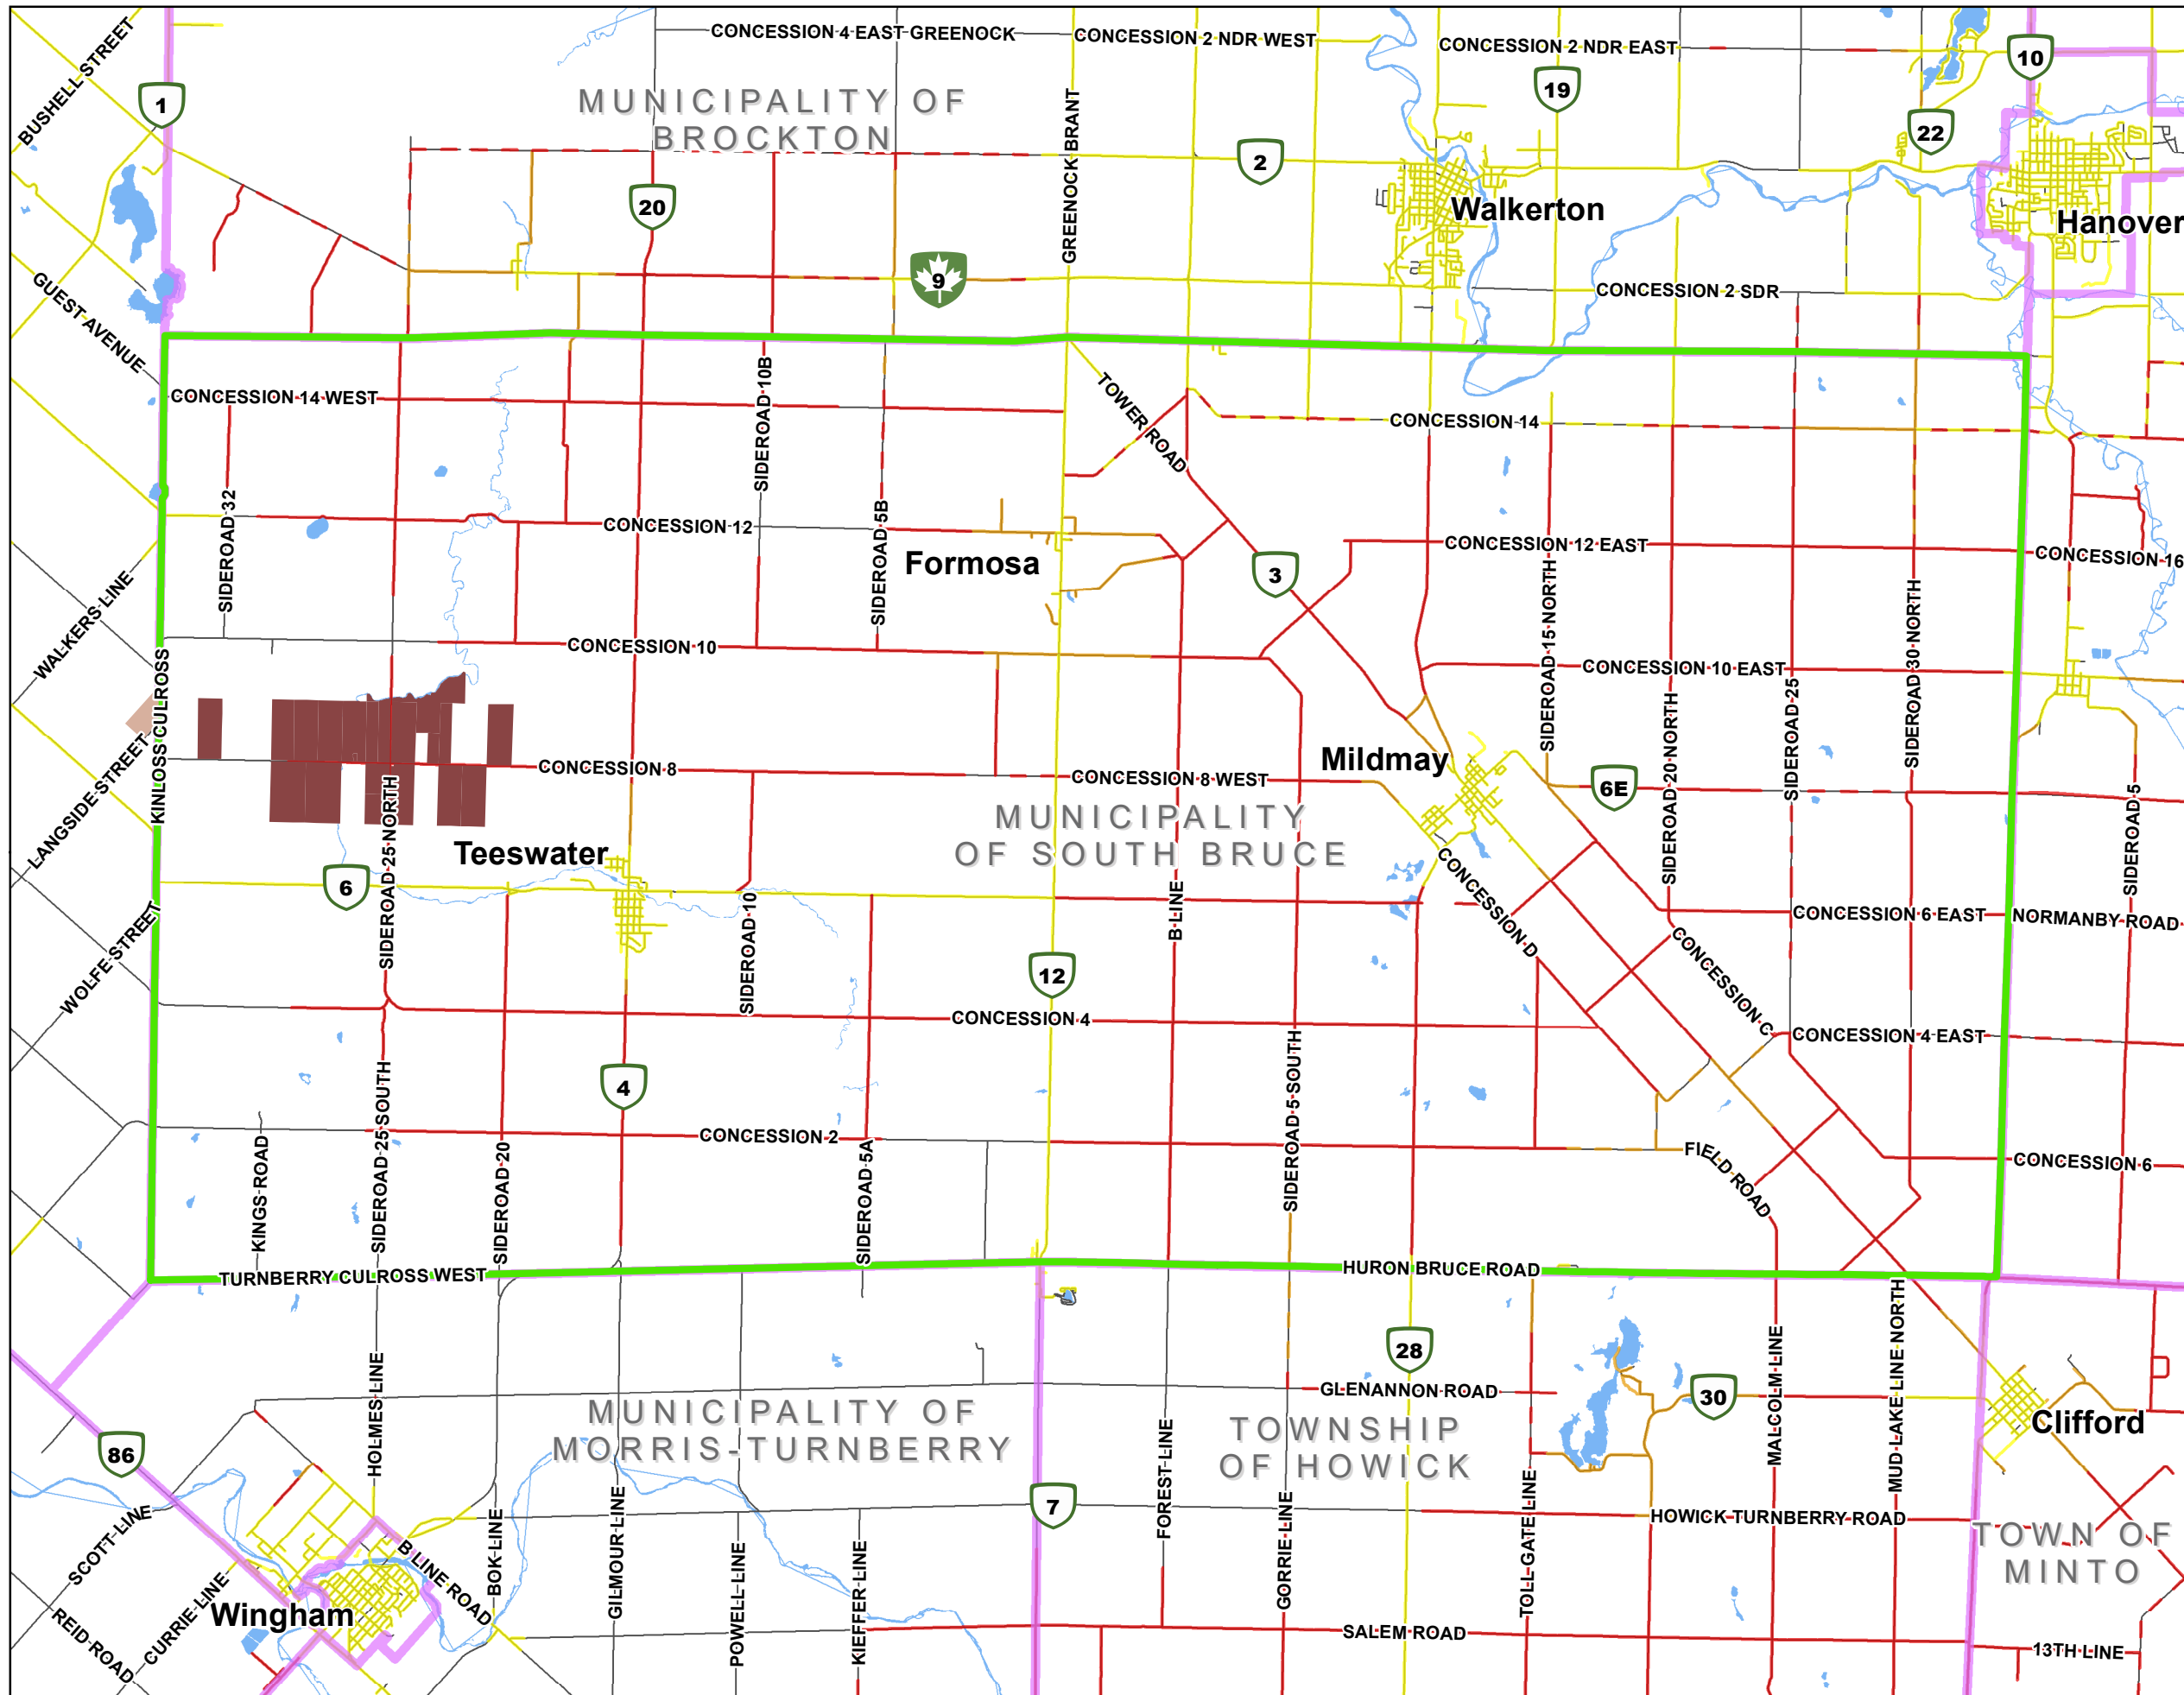 CONCESSION 4 EAST GREENOCK
CONCESSION 2 NDR WEST
CONCESSION 2 NDR EAST
10
BUSHELL STREET
1
MUNICIPALITY OF
BROCKTON
19
22
2
GREENOCK BRANT
20
Walkerton
Hanover
9
GUEST AVENUE
CONCESSION 2 SDR
CONCESSION 14 WEST
SIDEROAD 10B
TOWER ROAD
CONCESSION 14
SIDEROAD 32
CONCESSION 12
SIDEROAD 5B
Formosa
3
CONCESSION 12 EAST
CONCESSION 16
WALKERS LINE
CONCESSION 10
SIDEROAD 15 NORTH
CONCESSION 10 EAST
SIDEROAD 30 NORTH
KINLOSS CULROSS
SIDEROAD 20 NORTH
SIDEROAD 25
LANGSIDE STREET
CONCESSION 8
CONCESSION 8 WEST
Mildmay
6E
MUNICIPALITY
OF SOUTH BRUCE
SIDEROAD 25 NORTH
Teeswater
6
SIDEROAD 5
CONCESSION D
B LINE
CONCESSION 6 EAST
NORMANBY ROAD
WOLFE STREET
SIDEROAD 10
12
CONCESSION C
CONCESSION 4
CONCESSION 4 EAST
4
SIDEROAD 5 SOUTH
SIDEROAD 25 SOUTH
CONCESSION 2
KINGS ROAD
SIDEROAD 20
SIDEROAD 5A
FIELD ROAD
CONCESSION 6
TURNBERRY CULROSS WEST
HURON BRUCE ROAD
28
HOLMES LINE
GLENANNON ROAD
30
MALCOLM LINE
MUD LAKE LINE NORTH
MUNICIPALITY OF
MORRIS-TURNBERRY
TOWNSHIP
OF HOWICK
Clifford
86
7
FOREST LINE
GORRIE LINE
TOLL GATE LINE
HOWICK TURNBERRY ROAD
TOWN OF
MINTO
SCOTT LINE
B LINE ROAD
BOK LINE
GILMOUR LINE
POWELL LINE
KIEFFER LINE
Wingham
REID ROAD
CURRIE LINE
SALEM ROAD
13TH LINE